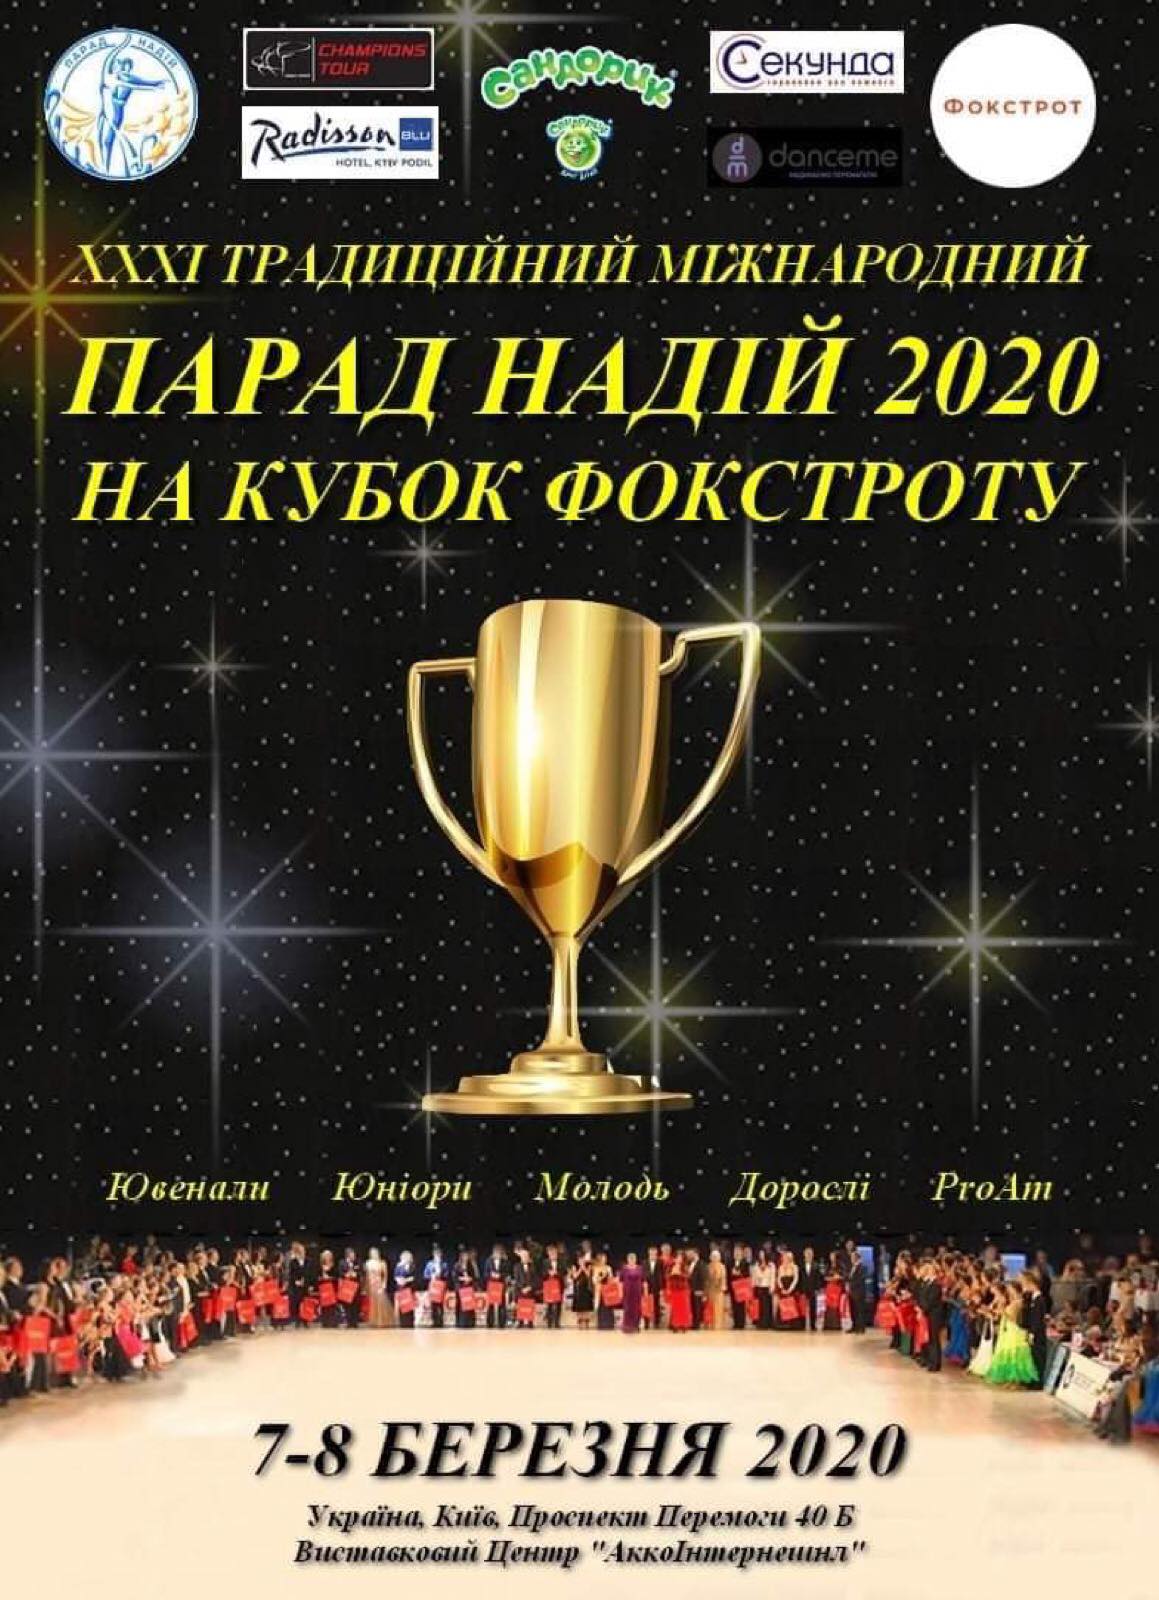 ПАРАД НАДІЙ
CHAMPIONS TOUR
Radisson BLU
HOTEL, KYIV PODIL
Сандорик
Сандорик
Секунда
danceme
ФОКСТРОТ
XXXI ТРАДИЦІЙНИЙ МІЖНАРОДНИЙ
ПАРАД НАДІЙ 2020
НА КУБОК ФОКСТРОТУ
Ювенали Юніори Молодь Дорослі ProAm
7-8 БЕРЕЗНЯ 2020
Україна, Київ, Проспект Перемоги 40 Б
Виставковий Центр "АккоІнтернешнл"